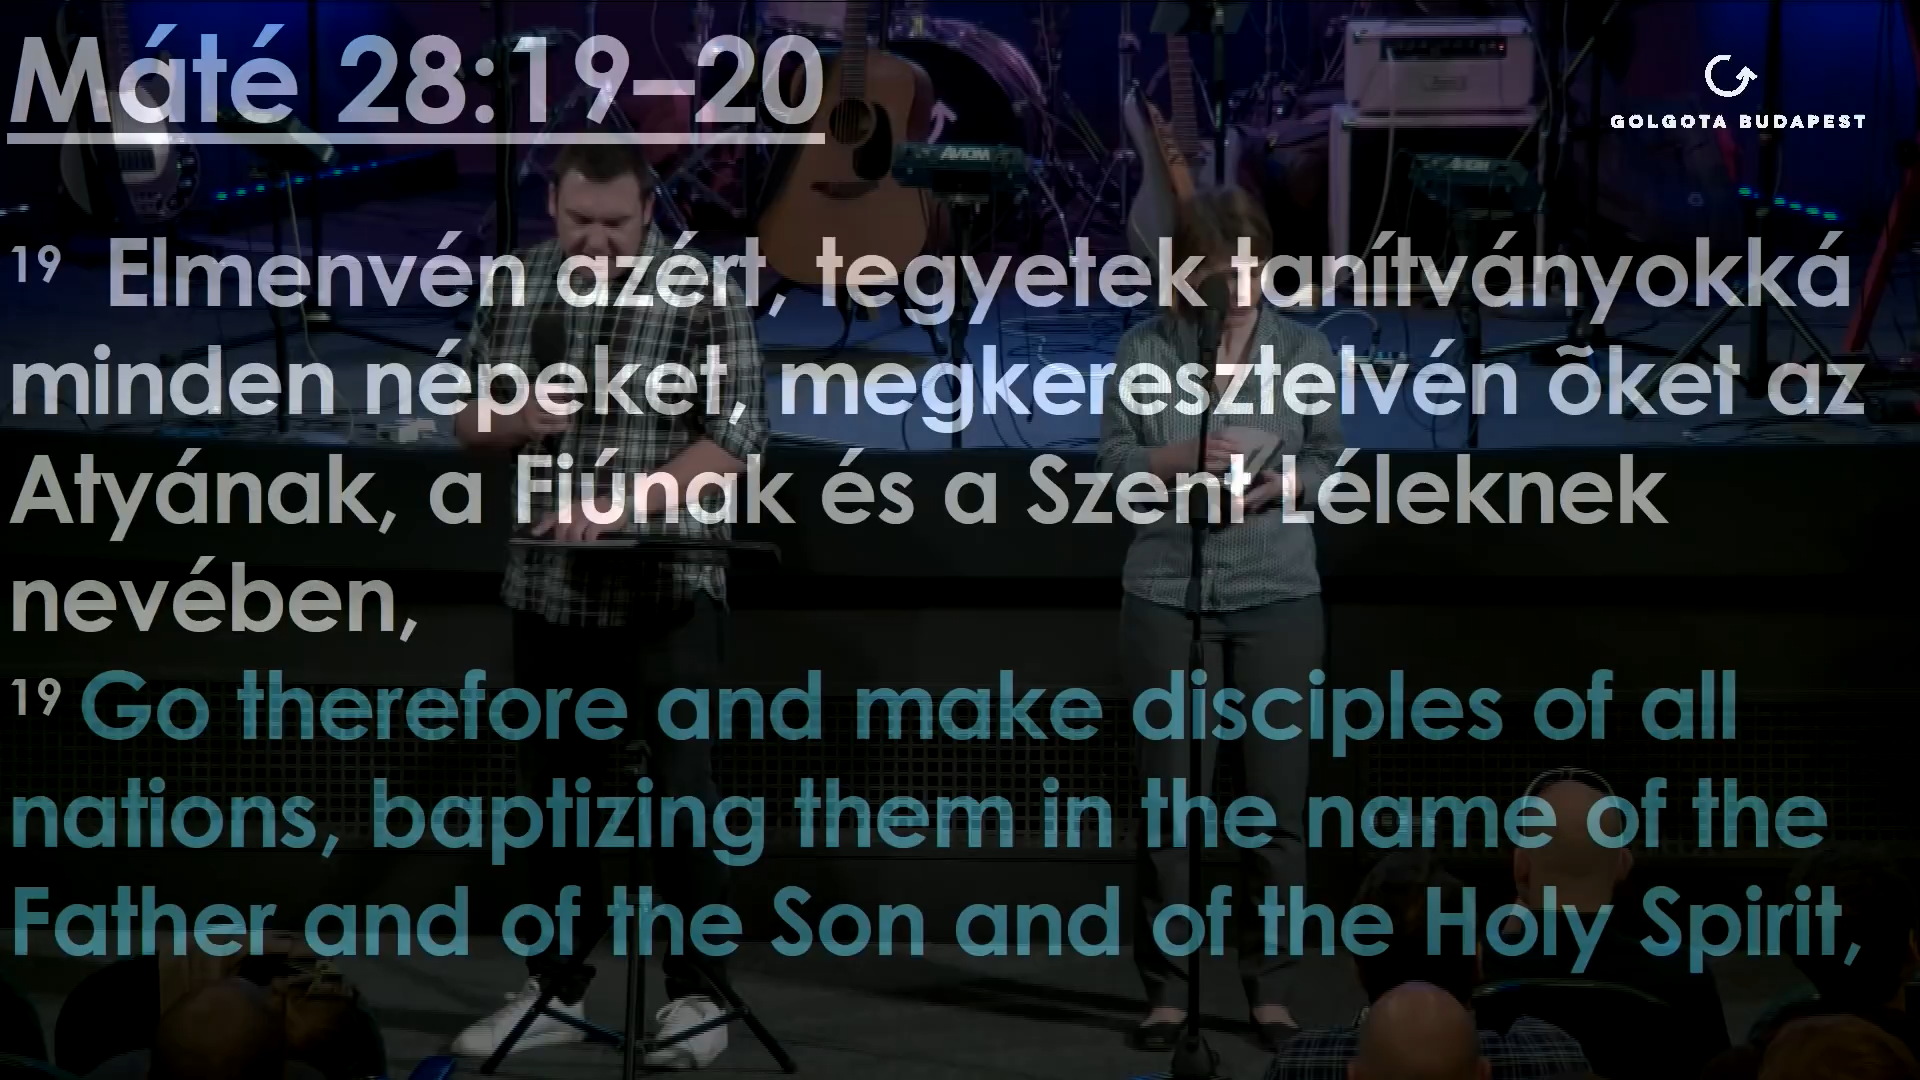 Máté 28:19–20
GOLGOTA BUDAPEST
AVIOM
19 Elmenvén azért, tegyetek tanítványokká
minden népeket, megkeresztelvén õket az
Atyának, a Fiúnak és a Szent Léleknek
nevében,
19 Go therefore and make disciples of all
nations, baptizing them in the name of the
Father and of the Son and of the Holy Spirit,